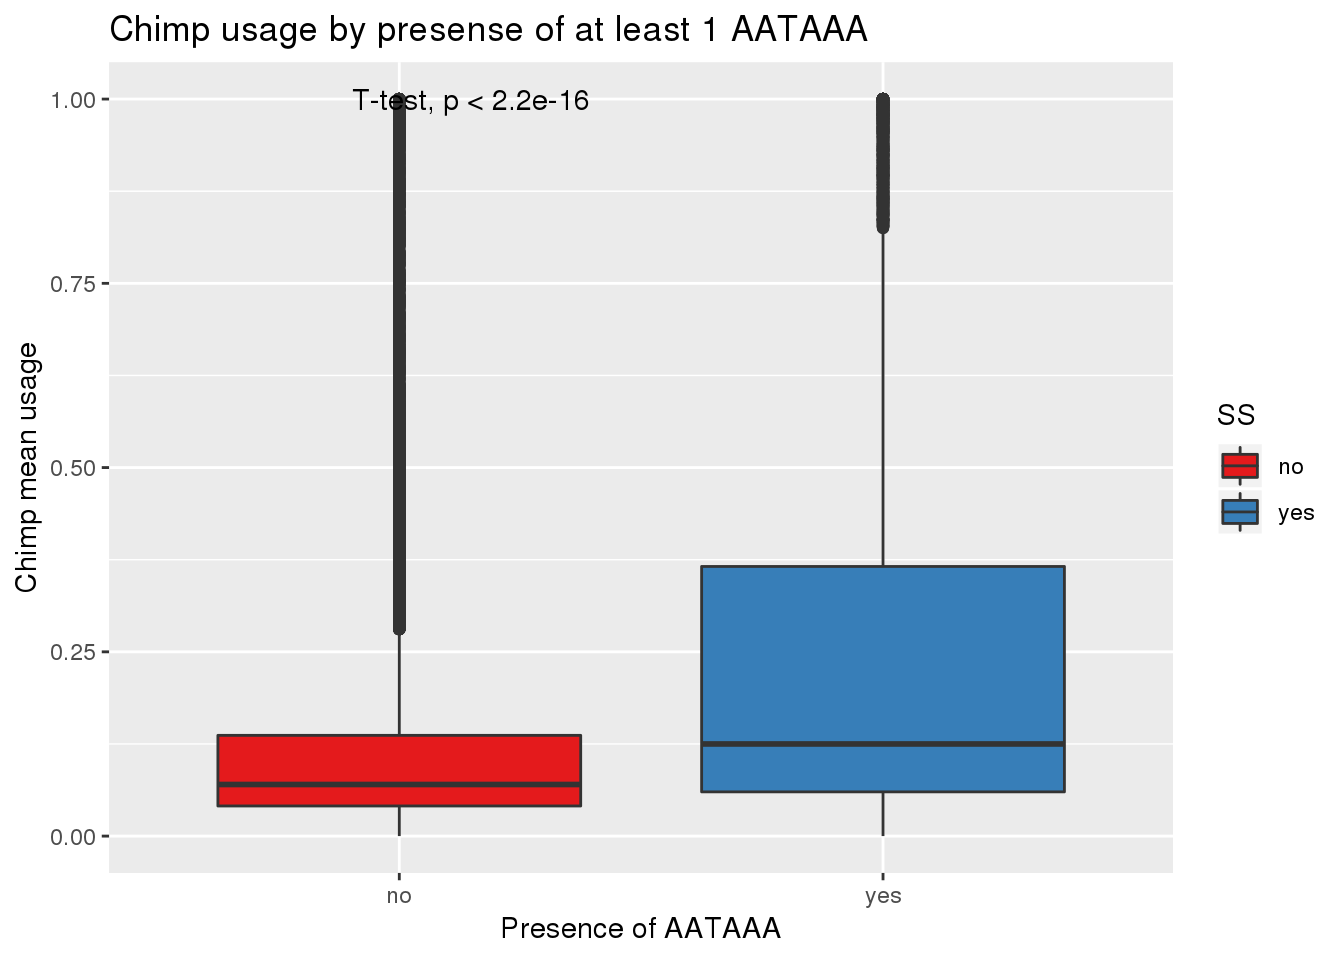 Chimp usage by presense of at least 1 AATAAA
T-test, p < 2.2e-16
1.00
0.75
0.50
0.25
0.00
Chimp mean usage
no
yes
Presence of AATAAA
SS
no
yes